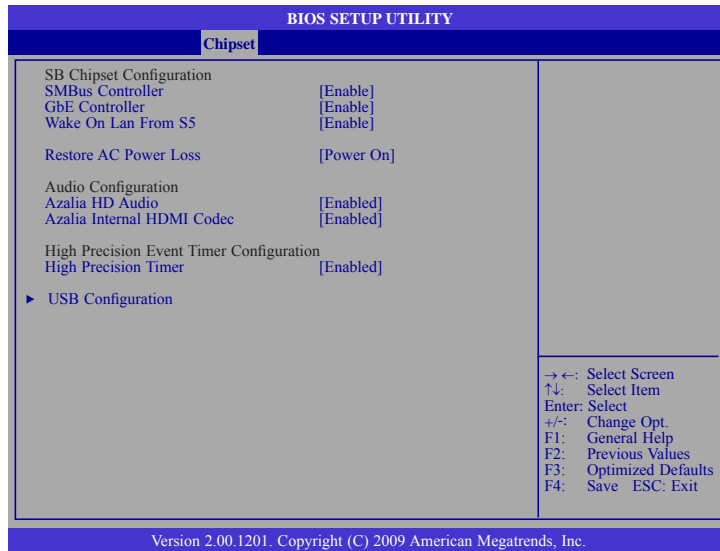 BIOS SETUP UTILITY
Chipset
SB Chipset Configuration
SMBus Controller [Enable]
GbE Controller [Enable]
Wake On Lan From S5 [Enable]
Restore AC Power Loss [Power On]
Audio Configuration
Azalia HD Audio [Enabled]
Azalia Internal HDMI Codec [Enabled]
High Precision Event Timer Configuration
High Precision Timer [Enabled]
► USB Configuration
→←: Select Screen
↑↓: Select Item
Enter: Select
+/-: Change Opt.
F1: General Help
F2: Previous Values
F3: Optimized Defaults
F4: Save ESC: Exit
Version 2.00.1201. Copyright (C) 2009 American Megatrends, Inc.